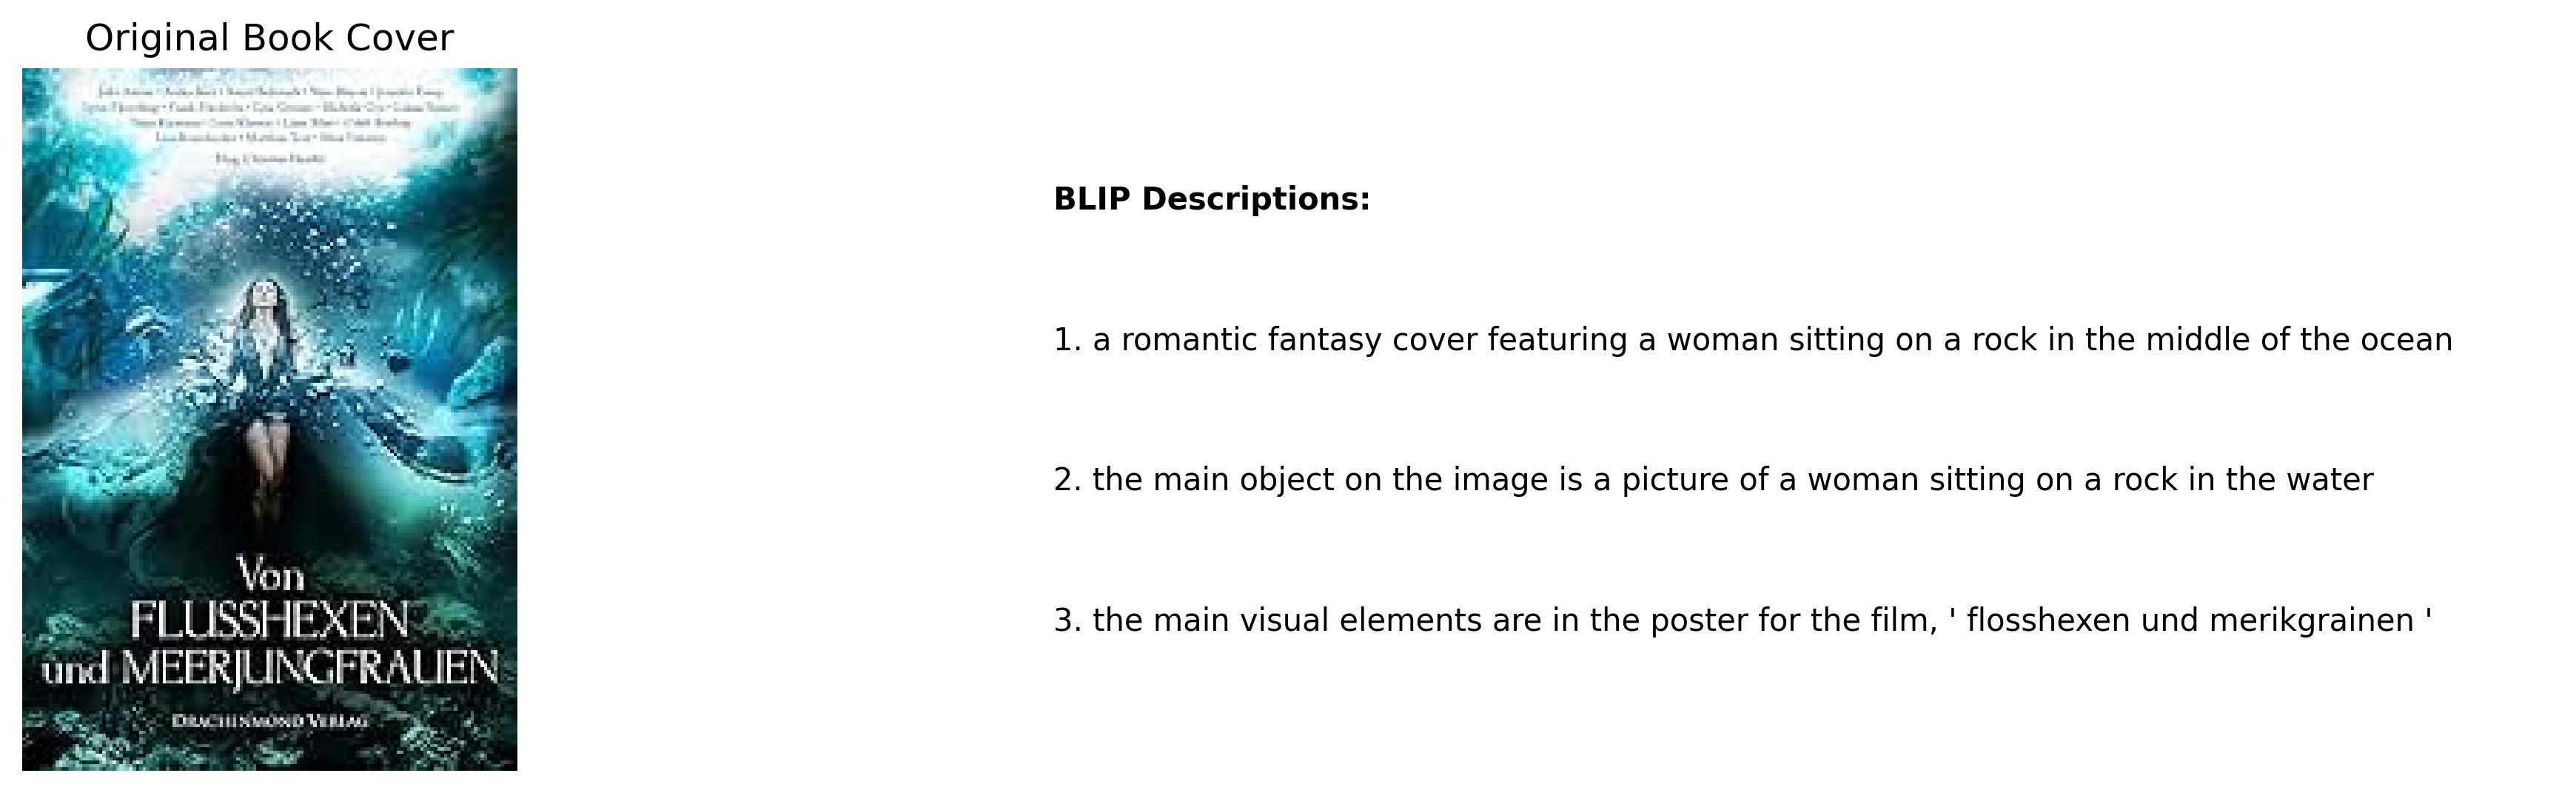 Original Book Cover
Von
FLUSSHEXEN
und MEERJUNGFRAUEN
DRACHENMOND VERLAG
BLIP Descriptions:
1. a romantic fantasy cover featuring a woman sitting on a rock in the middle of the ocean
2. the main object on the image is a picture of a woman sitting on a rock in the water
3. the main visual elements are in the poster for the film, ' flosshexen und merikgrainen '